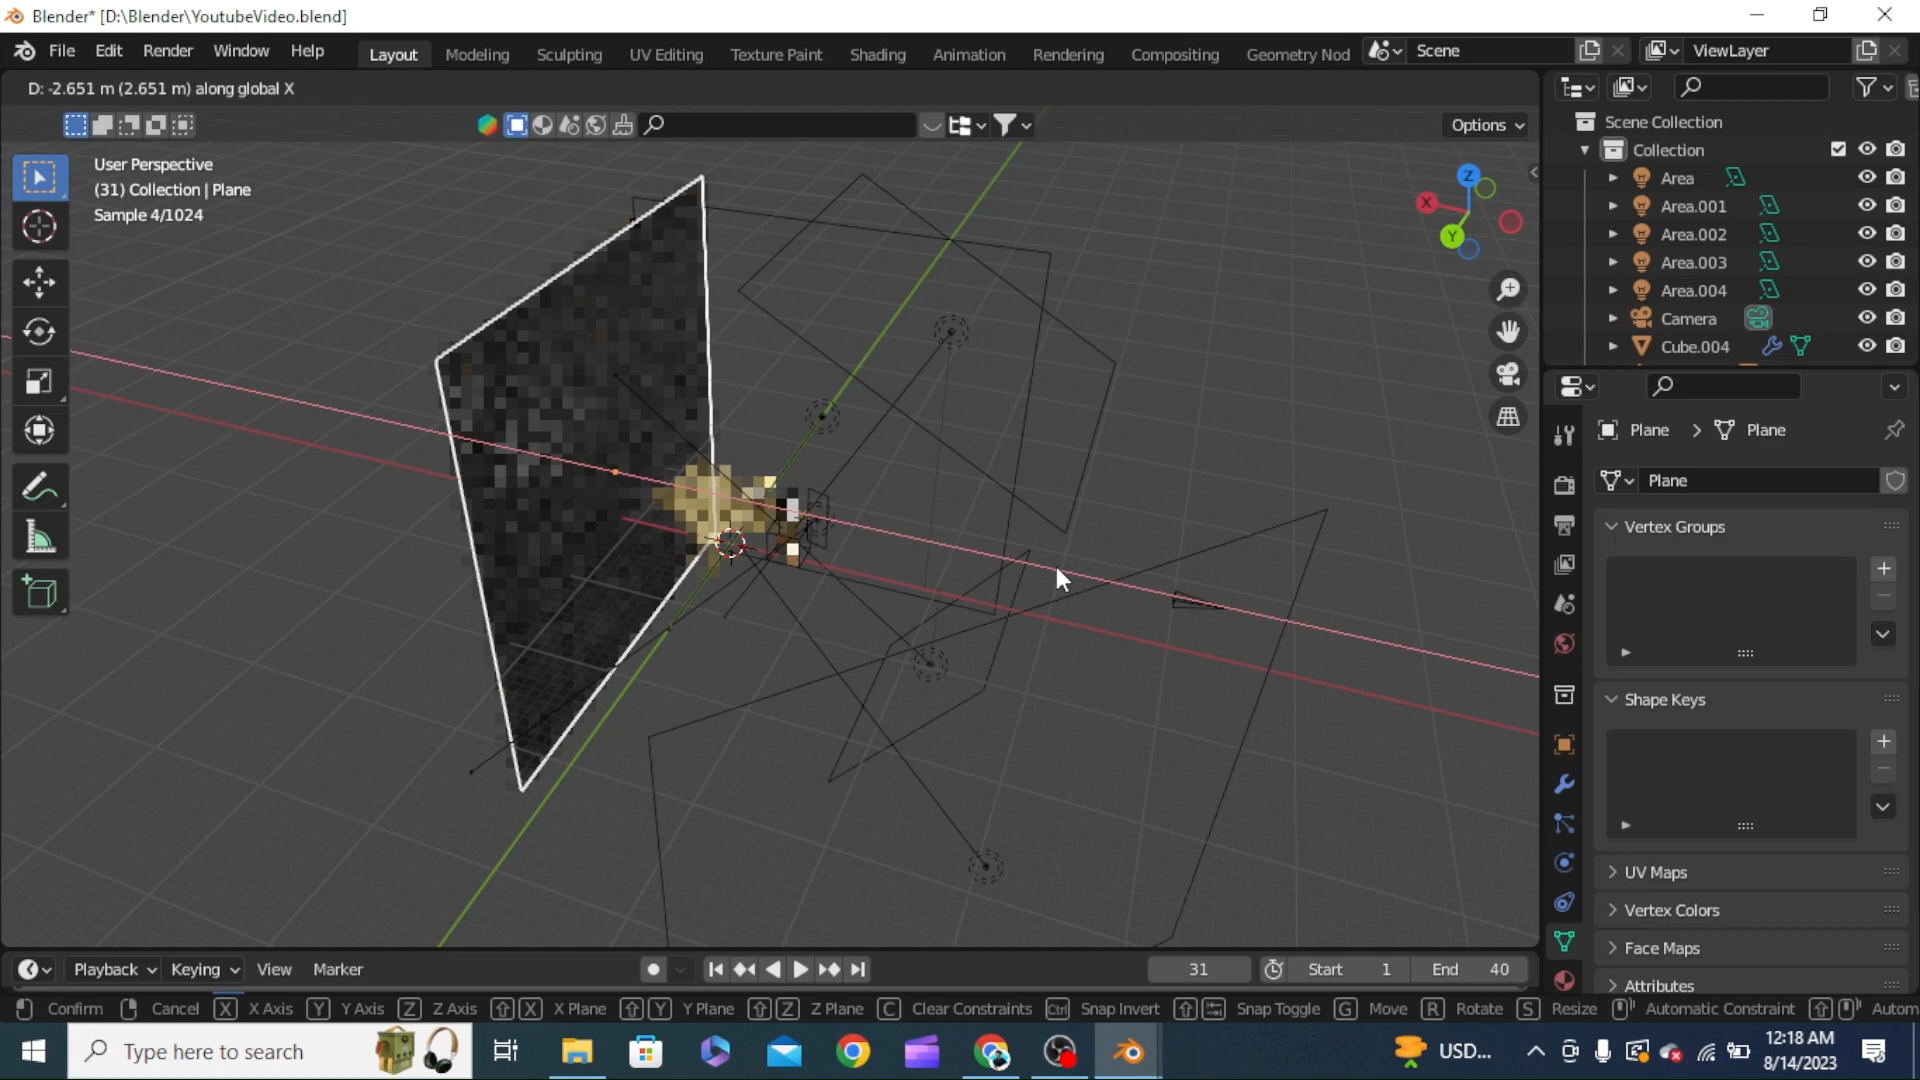 Blender* [D:\Blender\YoutubeVideo.blend]
File Edit Render Window Help Layout Modeling Sculpting UV Editing Texture Paint Shading Animation Rendering Compositing Geometry Nod Scene ViewLayer
D: -2.651 m (2.651 m) along global X
Options
User Perspective
(31) Collection | Plane
Sample 4/1024
X
Y
Z
Scene Collection
Collection
Area
Area.001
Area.002
Area.003
Area.004
Camera
Cube.004
Plane > Plane
Plane
Vertex Groups
Shape Keys
UV Maps
Vertex Colors
Face Maps
Attributes
Playback Keying View Marker 31 Start 1 End 40
Confirm Cancel X X Axis Y Y Axis Z Z Axis X X Plane Y Y Plane Z Z Plane C Clear Constraints Ctrl Snap Invert Snap Toggle G Move R Rotate S Resize Automatic Constraint Autom
Type here to search
USD...
12:18 AM
8/14/2023